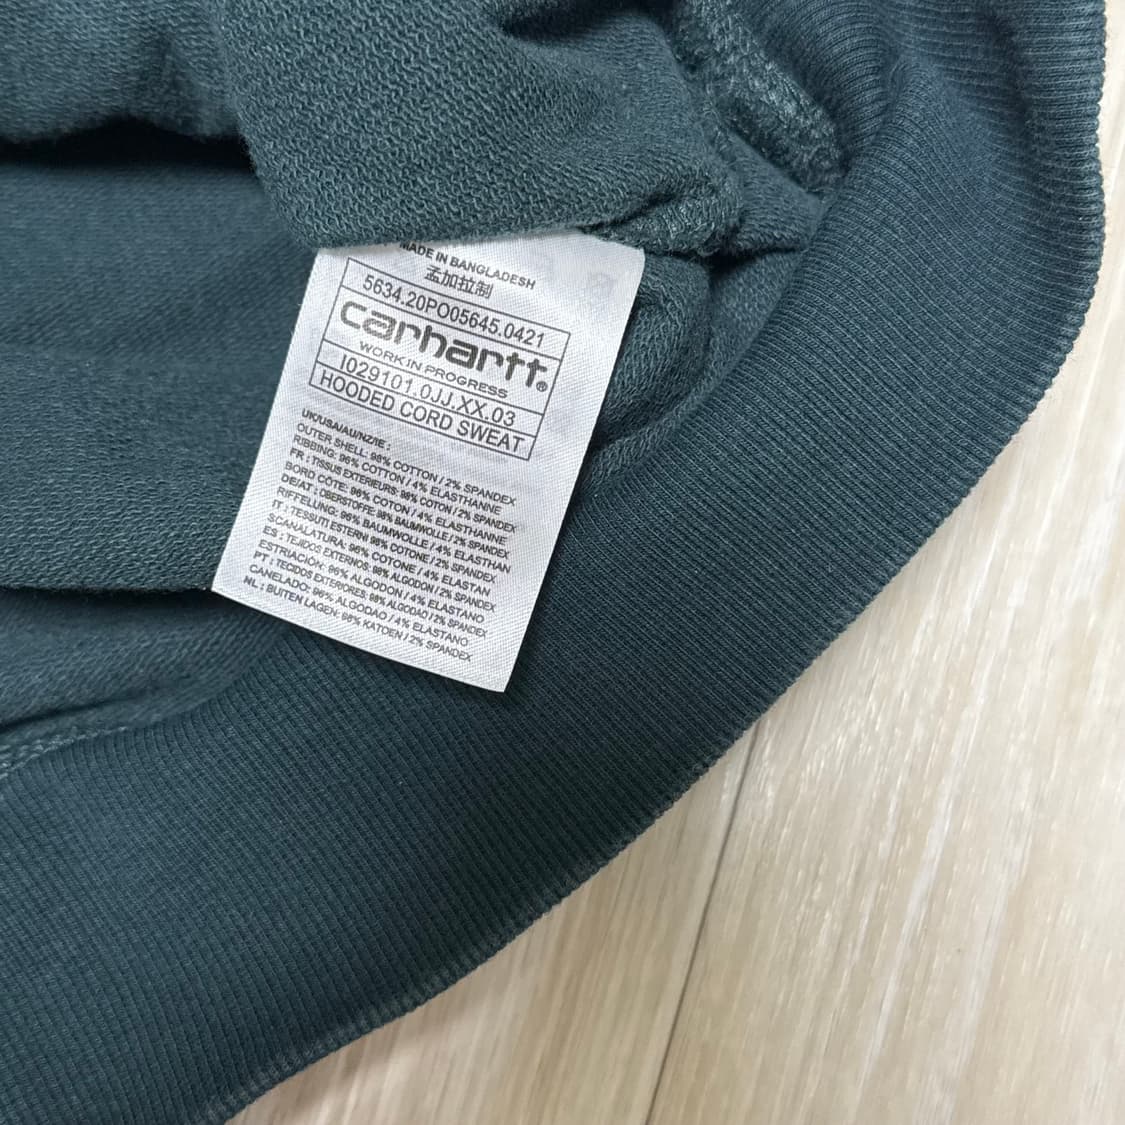 MADE IN BANGLADESH
孟加拉制
5634.20PO05645.0421
carhartt®
WORK IN PROGRESS
I029101.0JJ.XX.03
HOODED CORD SWEAT
UK/USA/AU/NZ/IE :
OUTER SHELL: 98% COTTON / 2% SPANDEX
RIBBING: 96% COTTON / 4% ELASTHANNE
FR : TISSUS EXTERIEURS: 98% COTON / 2% SPANDEX
BORD CÔTE: 96% COTON / 4% ELASTHANNE
DE/AT : OBERSTOFFE: 98% BAUMWOLLE / 2% SPANDEX
RIFFELLUNG: 96% BAUMWOLLE / 4% ELASTHAN
IT : TESSUTI ESTERNI 98% COTONE / 2% SPANDEX
SCANALATURA: 96% COTONE / 4% ELASTAN
ES : TEJIDOS EXTERNOS: 98% ALGODON / 2% SPANDEX
ESTRIACIÓN: 96% ALGODON / 4% ELASTANO
PT : TECIDOS EXTERIORES: 98% ALGODAO / 2% SPANDEX
CANELADO: 96% ALGODAO / 4% ELASTANO
NL : BUITEN LAGEN: 98% KATOEN / 2% SPANDEX